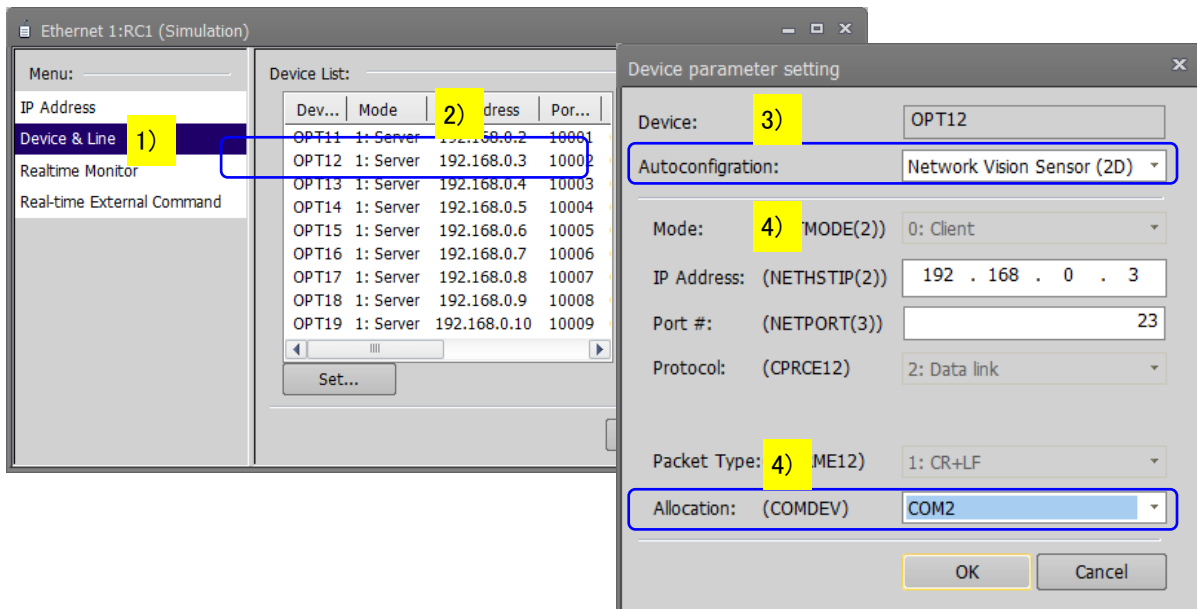 Ethernet 1:RC1 (Simulation)
Menu:
IP Address
Device & Line 1)
Realtime Monitor
Real-time External Command
Device List:
Dev... Mode 2) dress Por...
OPT11 1: Server 192.168.0.2 10001
OPT12 1: Server 192.168.0.3 10002
OPT13 1: Server 192.168.0.4 10003
OPT14 1: Server 192.168.0.5 10004
OPT15 1: Server 192.168.0.6 10005
OPT16 1: Server 192.168.0.7 10006
OPT17 1: Server 192.168.0.8 10007
OPT18 1: Server 192.168.0.9 10008
OPT19 1: Server 192.168.0.10 10009
Set...
Device parameter setting
Device: 3) OPT12
Autoconfigration: Network Vision Sensor (2D)
Mode: 4) TMODE(2)) 0: Client
IP Address: (NETHSTIP(2)) 192 . 168 . 0 . 3
Port #: (NETPORT(3)) 23
Protocol: (CPRCE12) 2: Data link
Packet Type: 4) ME12) 1: CR+LF
Allocation: (COMDEV) COM2
OK Cancel